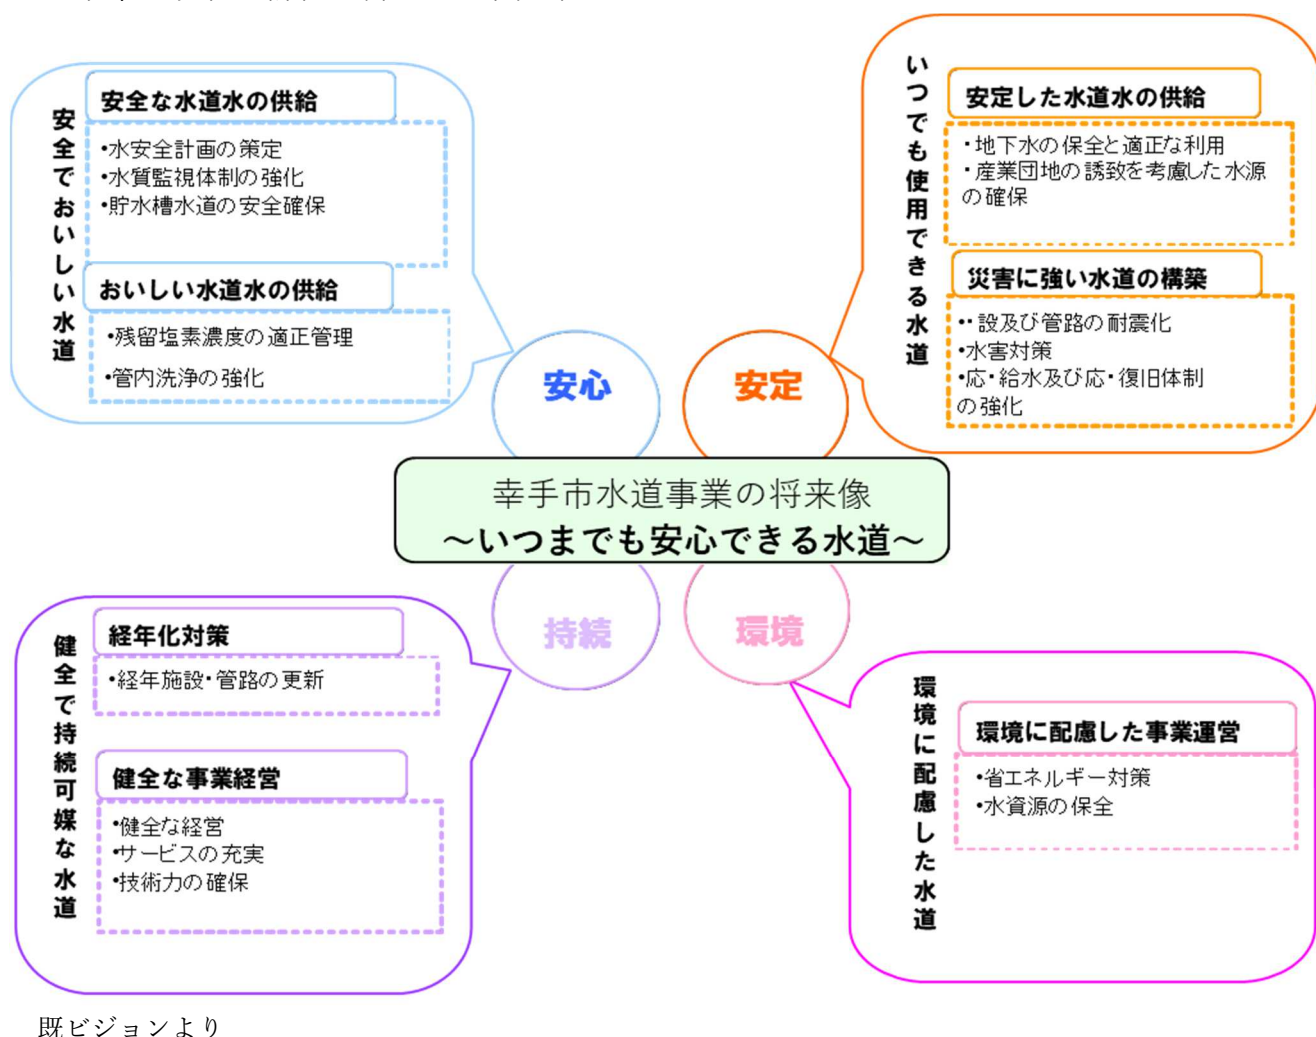 安全でおいしい水道
安全な水道水の供給
•水安全計画の策定
•水質監視体制の強化
•貯水槽水道の安全確保
おいしい水道水の供給
•残留塩素濃度の適正管理
•管内洗浄の強化
安心
いつでも使用できる水道
安定した水道水の供給
・地下水の保全と適正な利用
・産業団地の誘致を考慮した水源
の確保
災害に強い水道の構築
•・設及び管路の耐震化
•水害対策
•応・給水及び応・復旧体制
の強化
安定
幸手市水道事業の将来像
～いつまでも安心できる水道～
健全で持続可媒な水道
経年化対策
•経年施設・管路の更新
健全な事業経営
•健全な経営
•サービスの充実
•技術力の確保
持続
環境
環境に配慮した水道
環境に配慮した事業運営
•省エネルギー対策
•水資源の保全
既ビジョンより